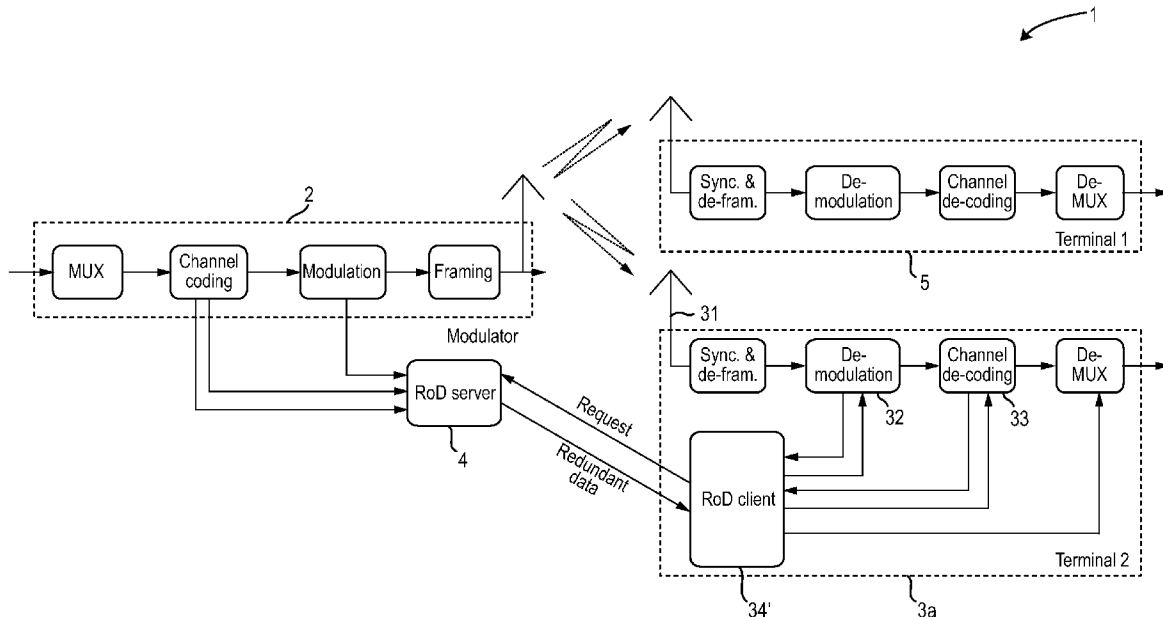 1
2
MUX
Channel
coding
Modulation
Framing
Modulator
Sync. &
de-fram.
De-
modulation
Channel
de-coding
De-
MUX
Terminal 1
5
31
Sync. &
de-fram.
De-
modulation
Channel
de-coding
De-
MUX
32
33
RoD server
4
Request
Redundant
data
RoD client
Terminal 2
34'
3a